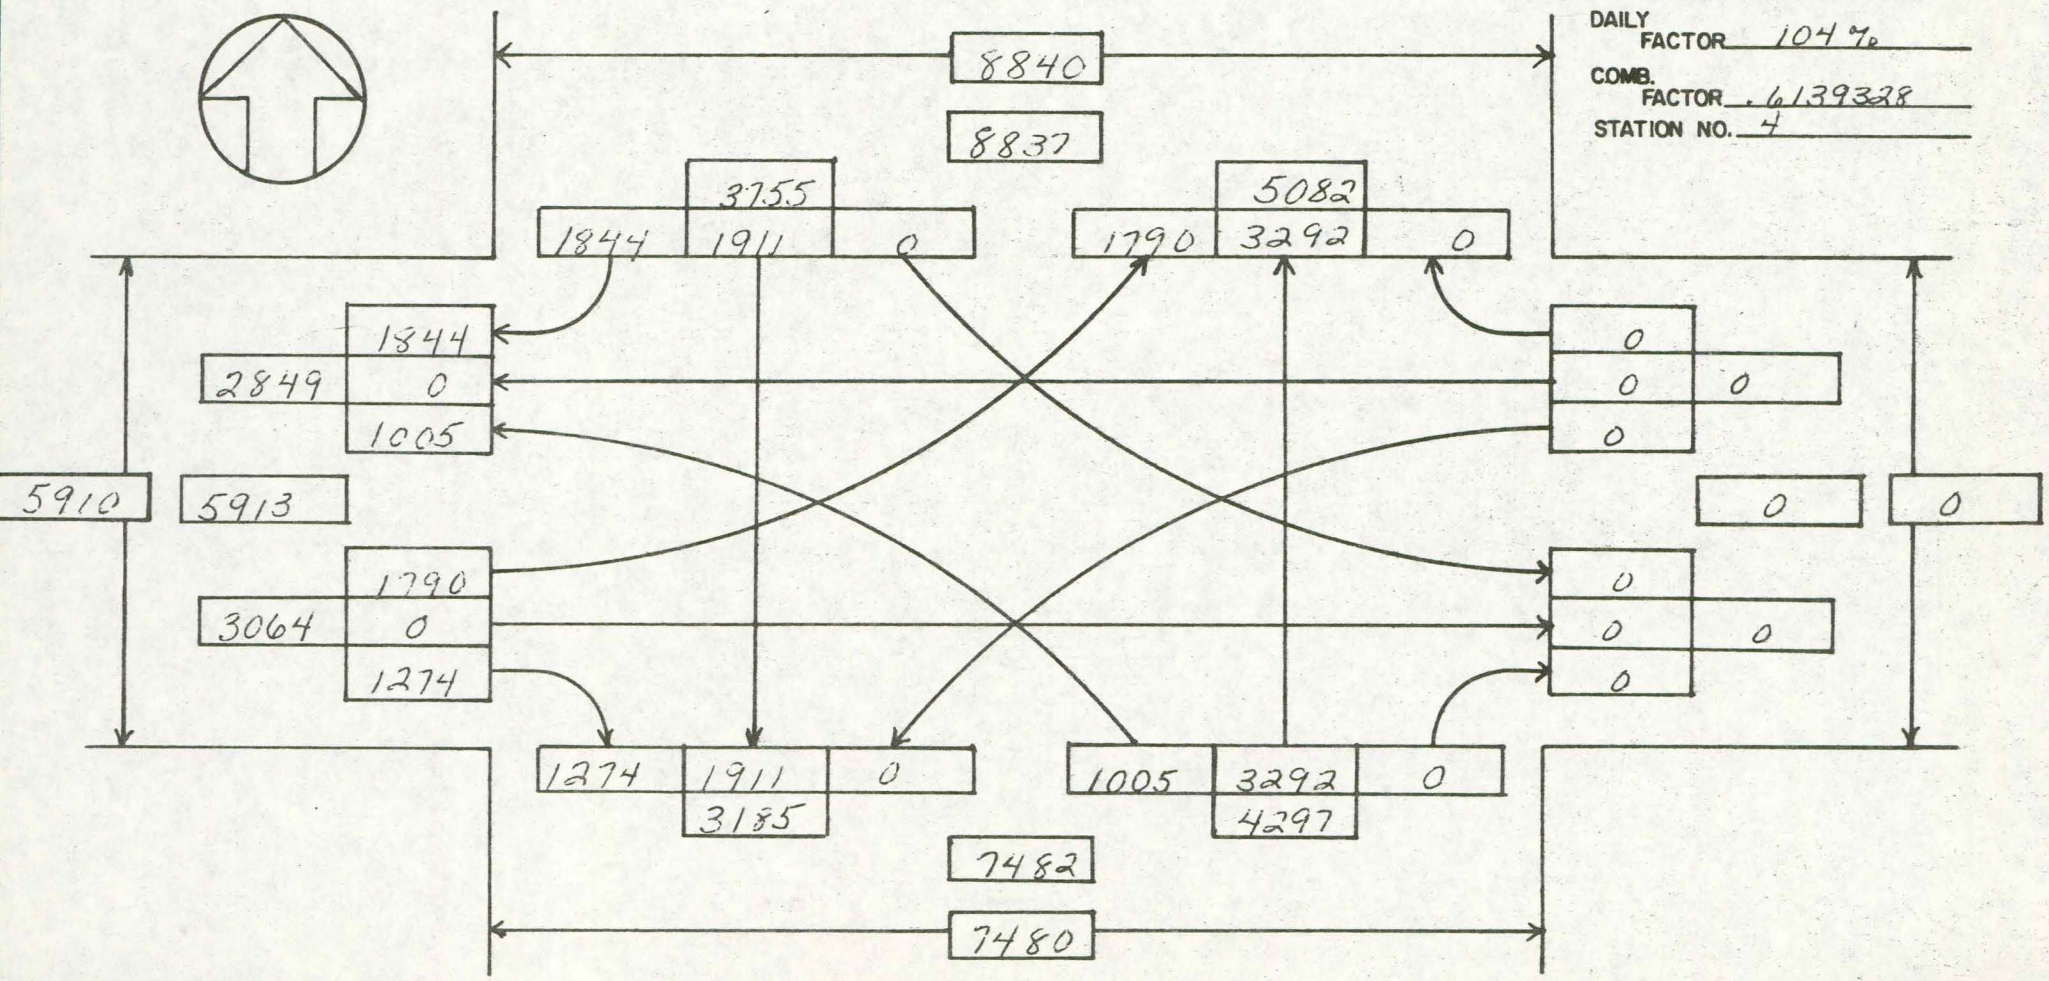 DAILY
FACTOR 104 %
8840
COMB.
FACTOR .6139328
STATION NO. 4
8837
3755 5082
1844 1911 0 1790 3292 0
1844 0
2849 0 0 0
1005 0
5910 5913 0 0
1790 0
3064 0 0 0
1274 0
1274 1911 0 1005 3292 0
3185 4297
7482
7480